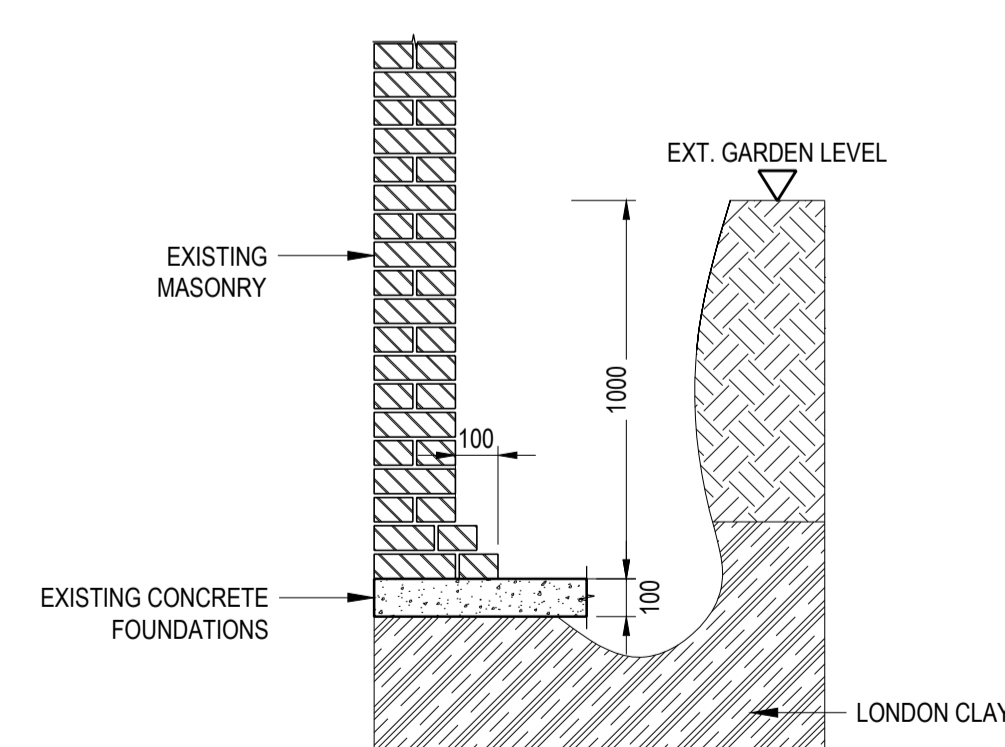 EXT. GARDEN LEVEL
EXISTING
MASONRY
1000
100
EXISTING CONCRETE
FOUNDATIONS
100
LONDON CLAY